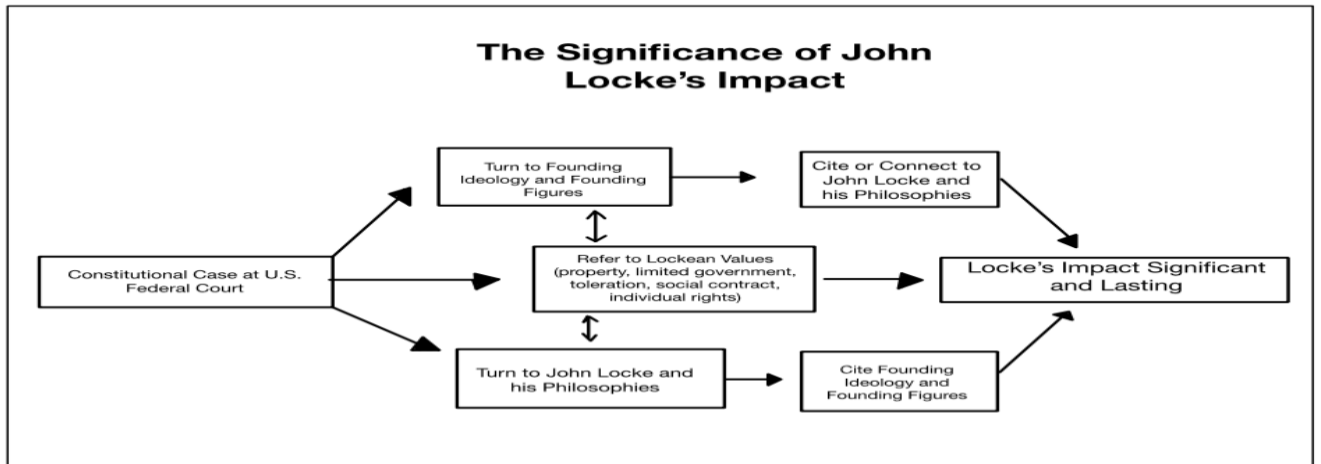 The Significance of John
Locke's Impact
Turn to Founding
Ideology and Founding
Figures
Cite or Connect to
John Locke and
his Philosophies
Constitutional Case at U.S.
Federal Court
Refer to Lockean Values
(property, limited government,
toleration, social contract,
individual rights)
Locke's Impact Significant
and Lasting
Turn to John Locke and
his Philosophies
Cite Founding
Ideology and
Founding Figures